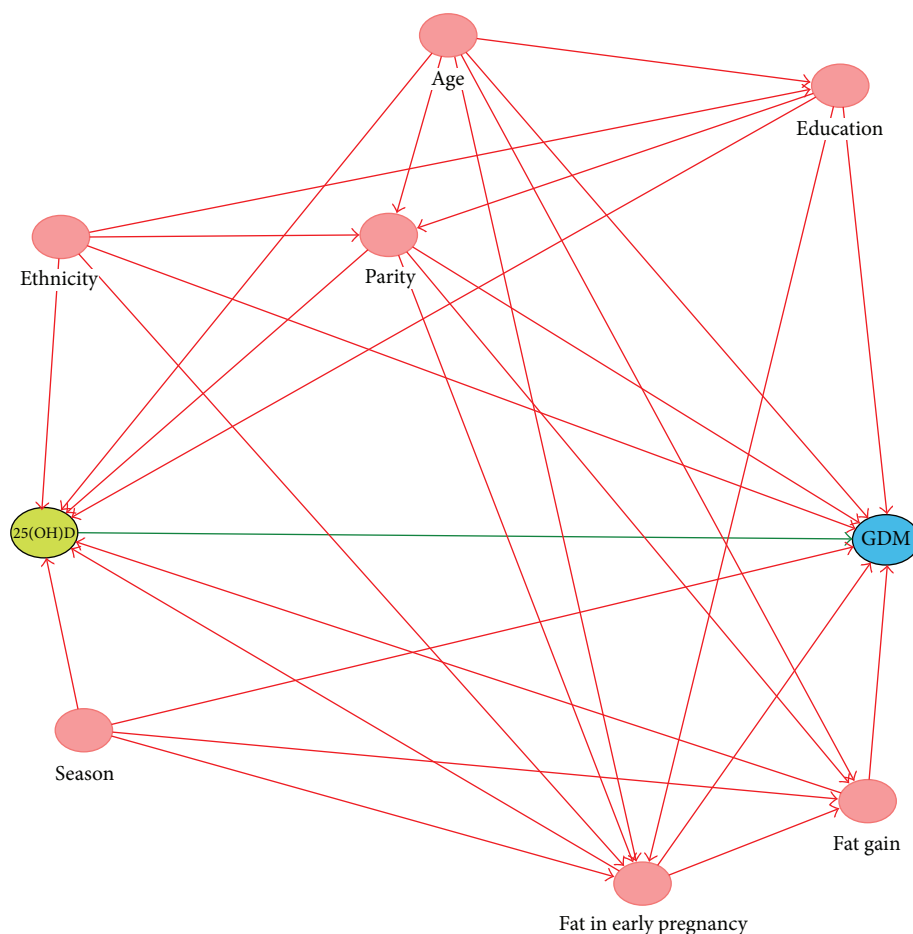 Age
Education
Ethnicity
Parity
25(OH)D
GDM
Season
Fat gain
Fat in early pregnancy